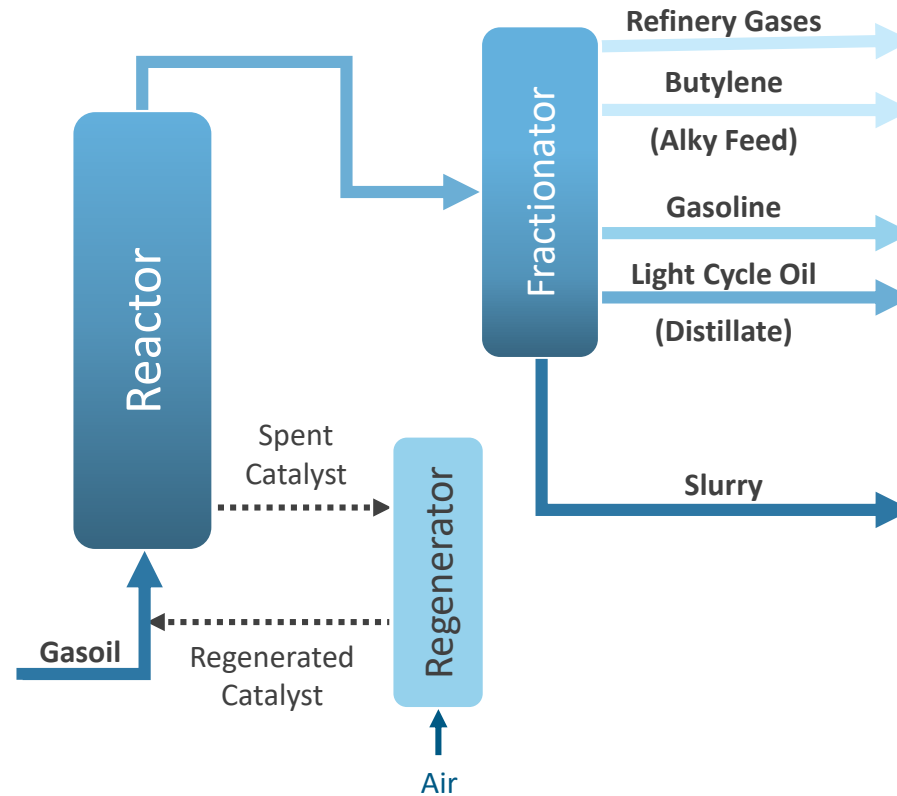 Refinery Gases
Butylene
(Alky Feed)
Gasoline
Light Cycle Oil
(Distillate)
Slurry
Fractionator
Reactor
Spent
Catalyst
Regenerator
Gasoil
Regenerated
Catalyst
Air